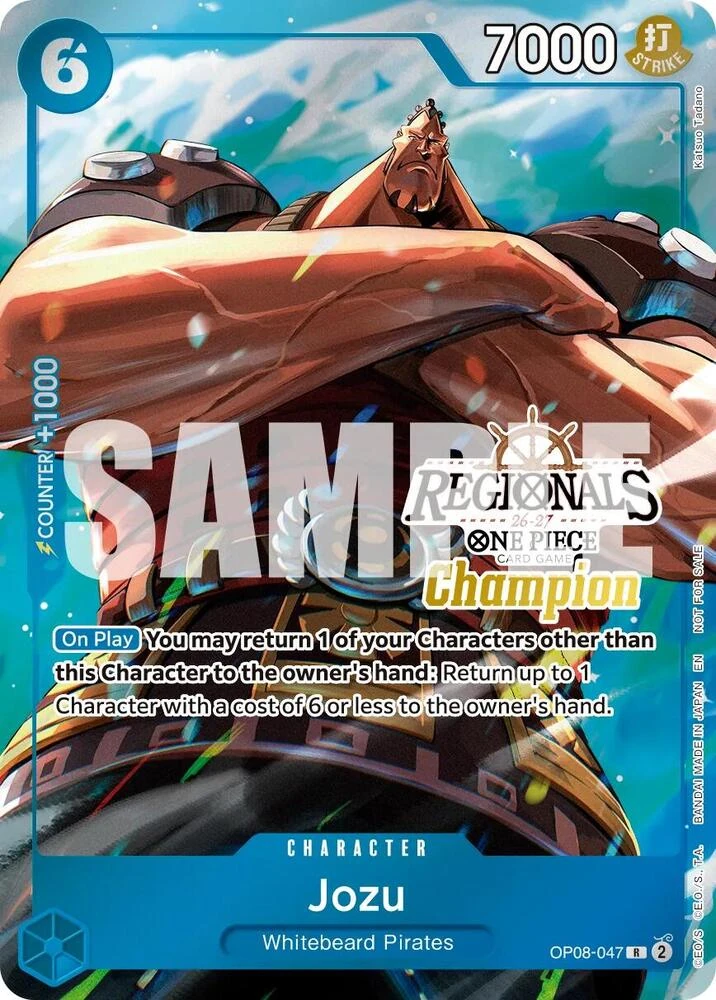 6
7000
打
STRIKE
Katsuo Tadano
COUNTER +1000
SAMPLE
REGIONALS
26-27
ONE PIECE
CARD GAME
Champion
On Play You may return 1 of your Characters other than
this Character to the owner's hand: Return up to 1
Character with a cost of 6 or less to the owner's hand.
©E.O/S ©E.O./S., T.A. BANDAI MADE IN JAPAN EN NOT FOR SALE
CHARACTER
Jozu
Whitebeard Pirates
OP08-047 R 2